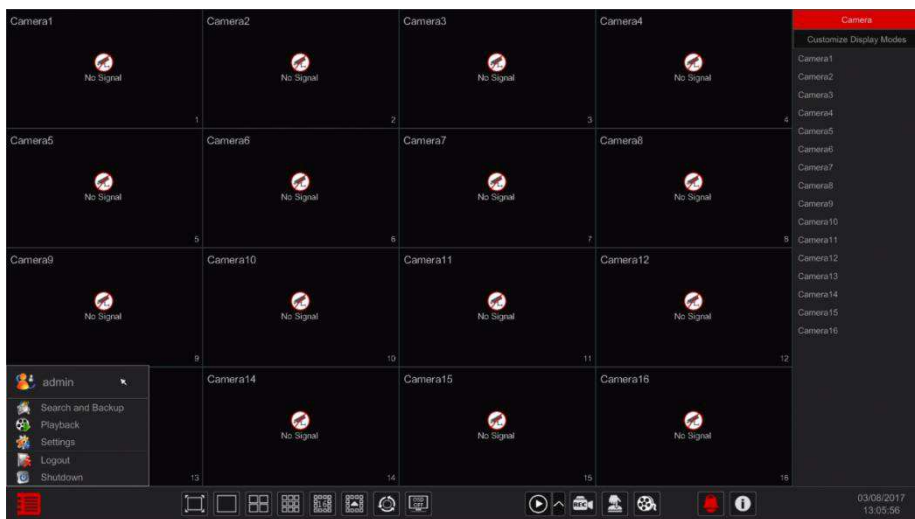 Camera1
Camera2
Camera3
Camera4
No Signal
No Signal
No Signal
No Signal
1
2
3
4
Camera5
Camera6
Camera7
Camera8
No Signal
No Signal
No Signal
No Signal
5
6
7
8
Camera9
Camera10
Camera11
Camera12
No Signal
No Signal
No Signal
No Signal
9
10
11
12
Camera14
Camera15
Camera16
No Signal
No Signal
No Signal
13
14
15
16
admin
Search and Backup
Playback
Settings
Logout
Shutdown
Camera
Customize Display Modes
Camera1
Camera2
Camera3
Camera4
Camera5
Camera6
Camera7
Camera8
Camera9
Camera10
Camera11
Camera12
Camera13
Camera14
Camera15
Camera16
OSD
OFF
REC
03/08/2017
13:05:56